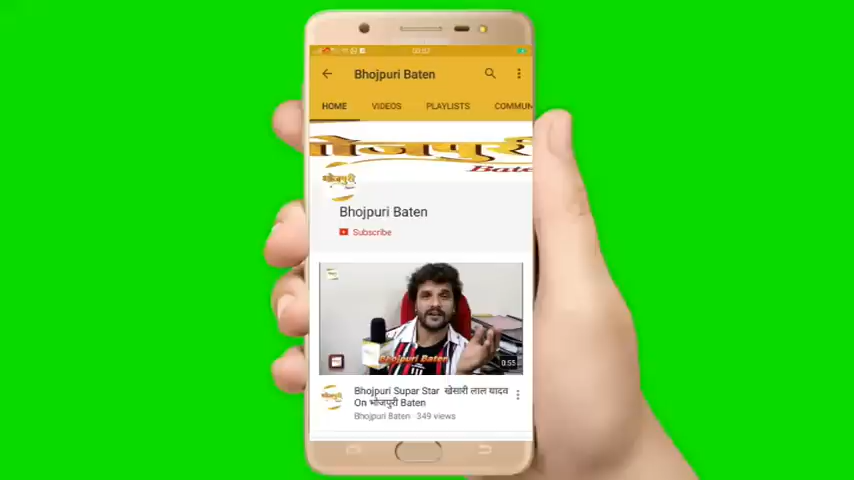 Bhojpuri Baten
HOME VIDEOS PLAYLISTS COMMUN
भोजपुरी
Bate
भोजपुरी
Bhojpuri Baten
Subscribe
Bhojpuri Baten
0:55
Bhojpuri Supar Star खेसारी लाल यादव
On भोजपुरी Baten
Bhojpuri Baten 349 views